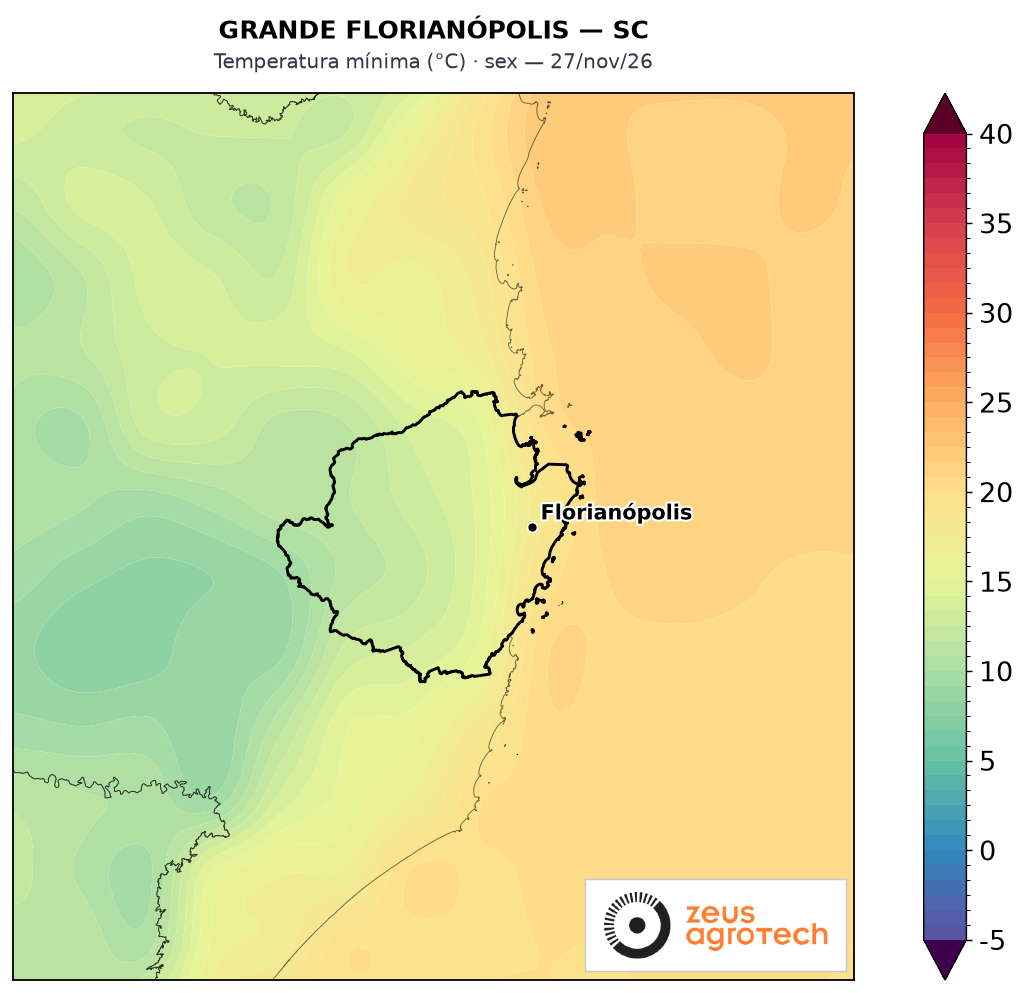 GRANDE FLORIANÓPOLIS — SC
Temperatura mínima (°C) · sex — 27/nov/26
40
35
30
25
20
15
10
5
0
-5
Florianópolis
zeus
agrotech